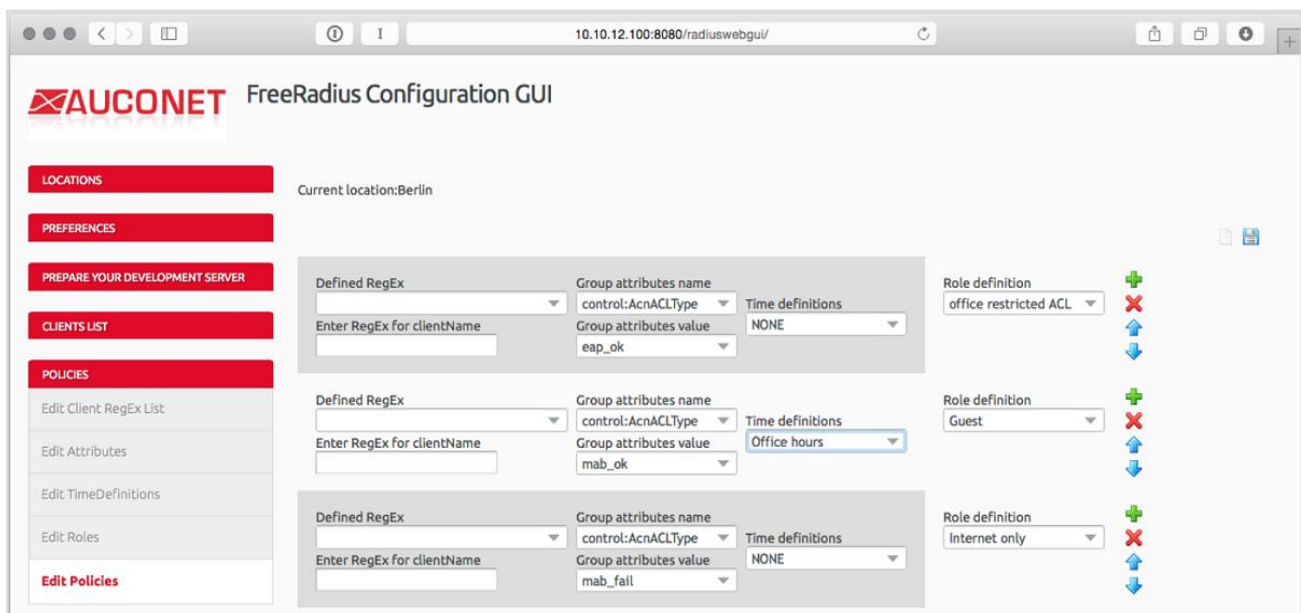 10.10.12.100:8080/radiuswebgui/
AUCONET
FreeRadius Configuration GUI
LOCATIONS
PREFERENCES
PREPARE YOUR DEVELOPMENT SERVER
CLIENTS LIST
POLICIES
Edit Client RegEx List
Edit Attributes
Edit TimeDefinitions
Edit Roles
Edit Policies
Current location:Berlin
Defined RegEx
Group attributes name
Role definition
control:AcnACLType
Time definitions
office restricted ACL
Enter RegEx for clientName
Group attributes value
NONE
eap_ok
Defined RegEx
Group attributes name
Role definition
control:AcnACLType
Time definitions
Guest
Enter RegEx for clientName
Group attributes value
Office hours
mab_ok
Defined RegEx
Group attributes name
Role definition
control:AcnACLType
Time definitions
Internet only
Enter RegEx for clientName
Group attributes value
NONE
mab_fail